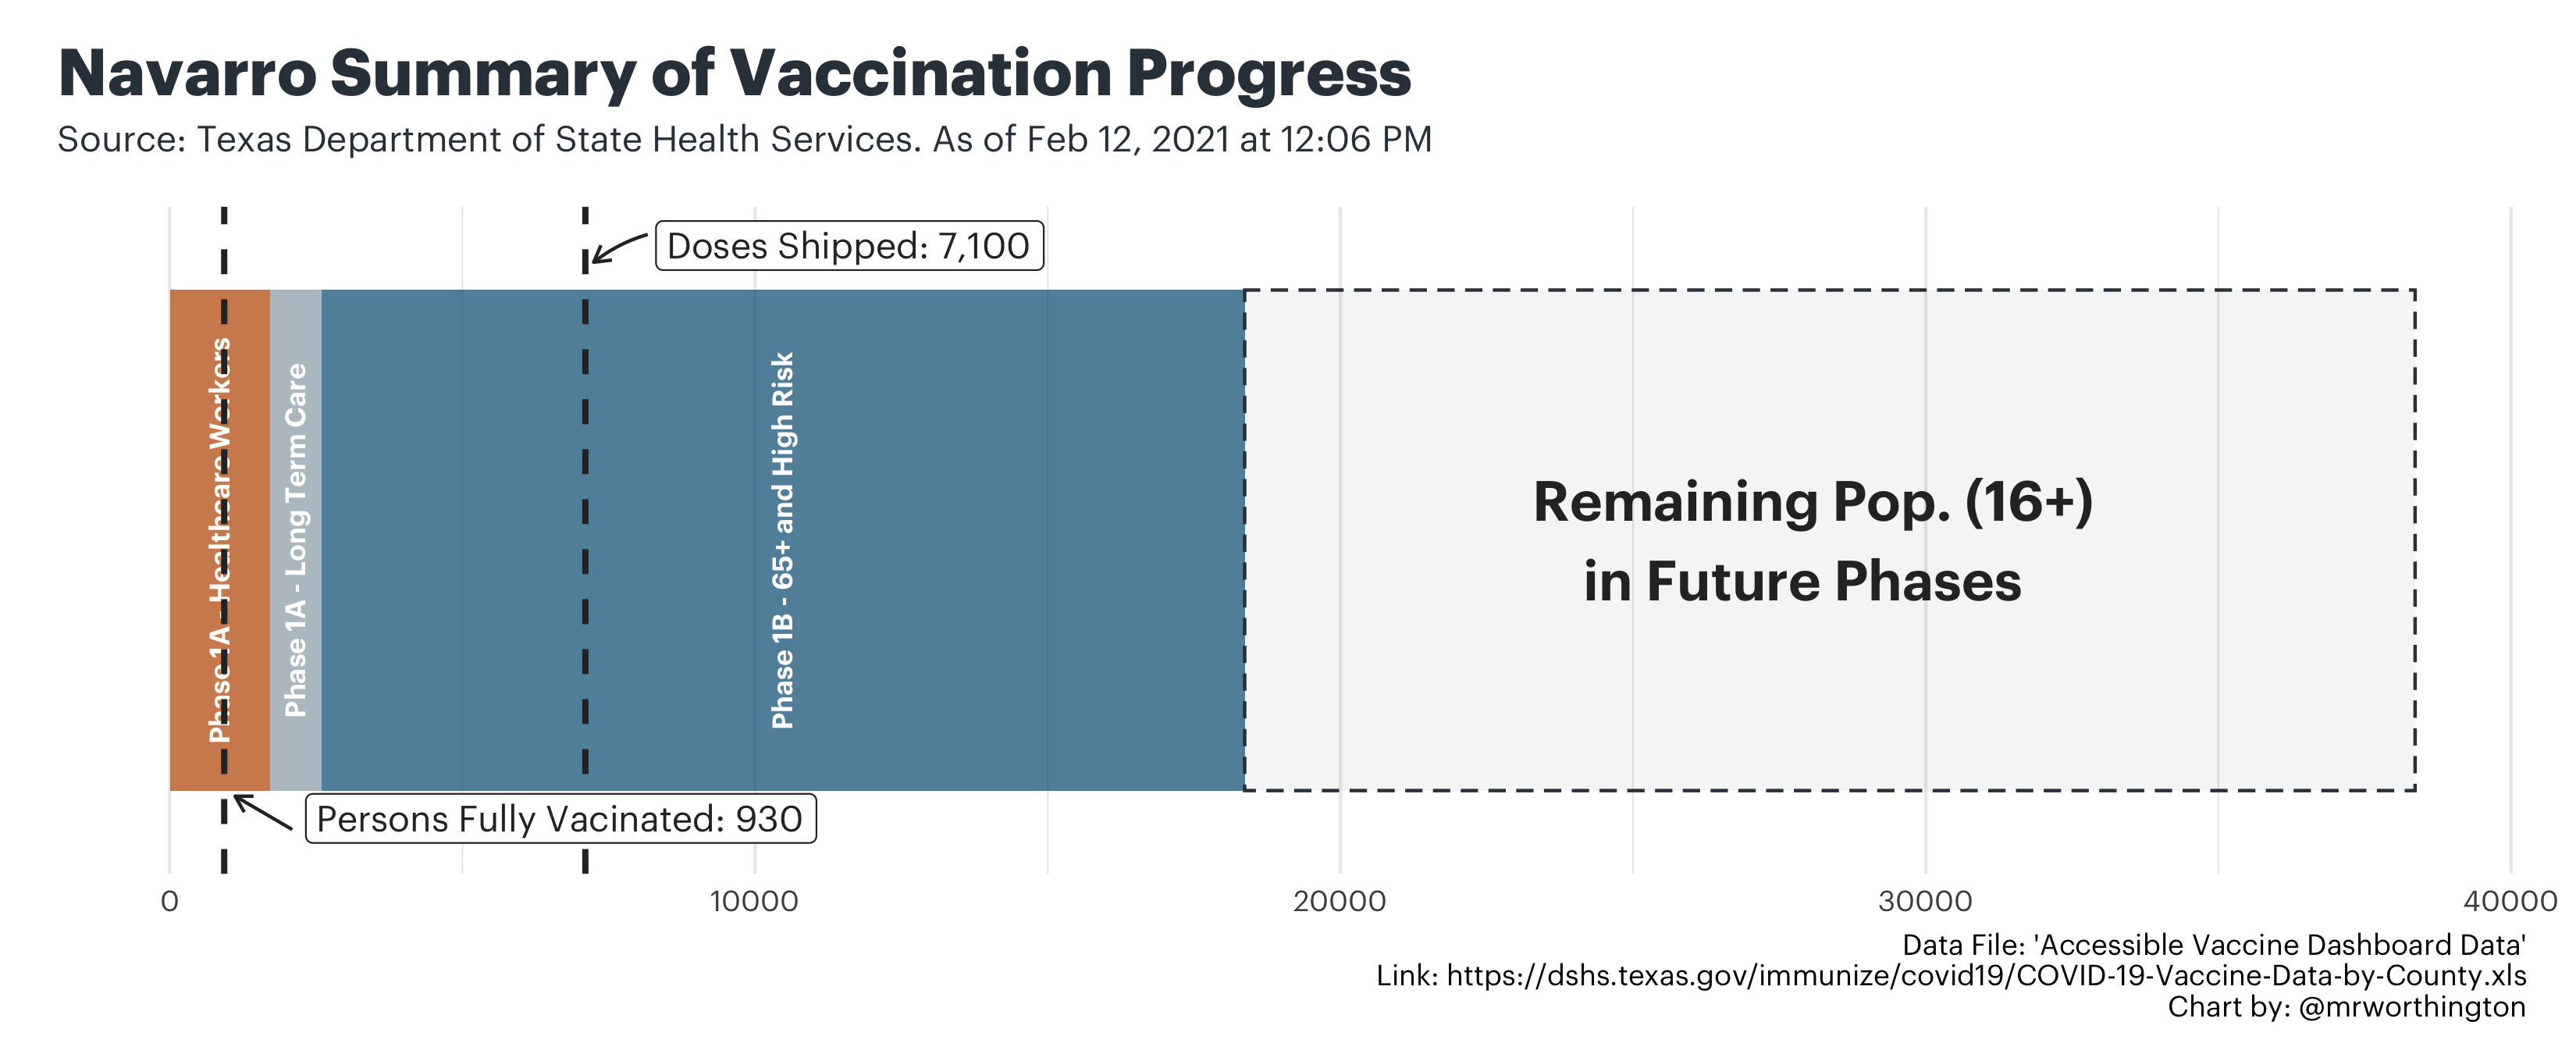 Navarro Summary of Vaccination Progress
Source: Texas Department of State Health Services. As of Feb 12, 2021 at 12:06 PM
Doses Shipped: 7,100
Phase 1A - Healthcare Workers
Phase 1A - Long Term Care
Phase 1B - 65+ and High Risk
Remaining Pop. (16+)
in Future Phases
Persons Fully Vacinated: 930
0 10000 20000 30000 40000
Data File: 'Accessible Vaccine Dashboard Data'
Link: https://dshs.texas.gov/immunize/covid19/COVID-19-Vaccine-Data-by-County.xls
Chart by: @mrworthington